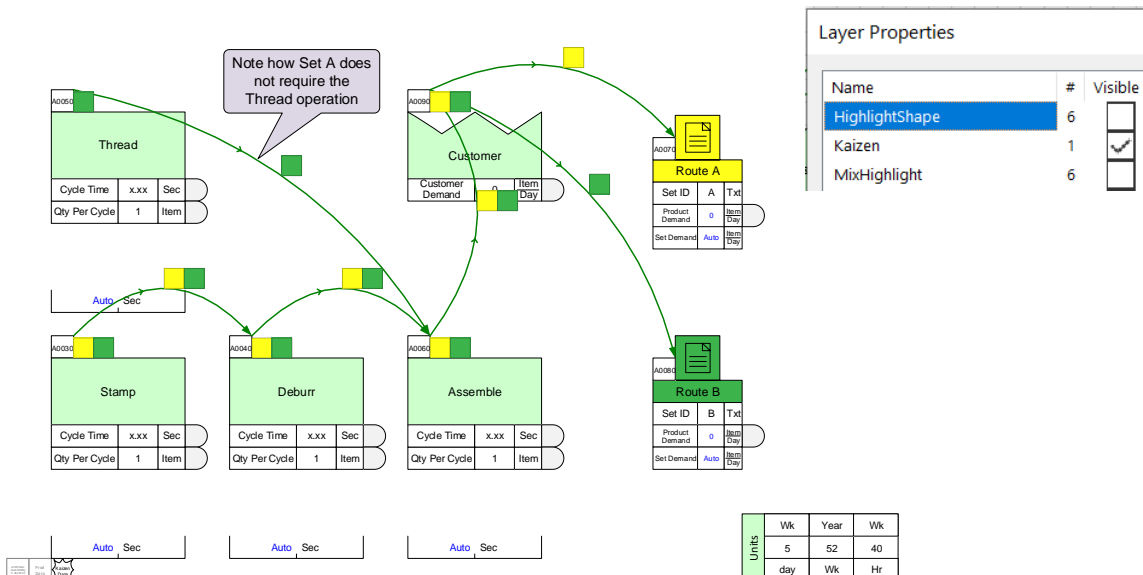 Note how Set A does
not require the
Thread operation
A0050
Thread
Cycle Time x.xx Sec
Qty Per Cycle 1 Item
Auto Sec
A0090
Customer
Customer
Demand
Item
Day
A0070
Route A
Set ID A Txt
Product
Demand 0 Item
Day
Set Demand Auto Item
Day
Layer Properties
Name # Visible
HighlightShape 6
Kaizen 1
MixHighlight 6
A0030
Stamp
Cycle Time x.xx Sec
Qty Per Cycle 1 Item
Auto Sec
A0040
Deburr
Cycle Time x.xx Sec
Qty Per Cycle 1 Item
Auto Sec
A0060
Assemble
Cycle Time x.xx Sec
Qty Per Cycle 1 Item
Auto Sec
A0080
Route B
Set ID B Txt
Product
Demand 0 Item
Day
Set Demand Auto Item
Day
Units
Wk Year Wk
5 52 40
day Wk Hr
Kaizen